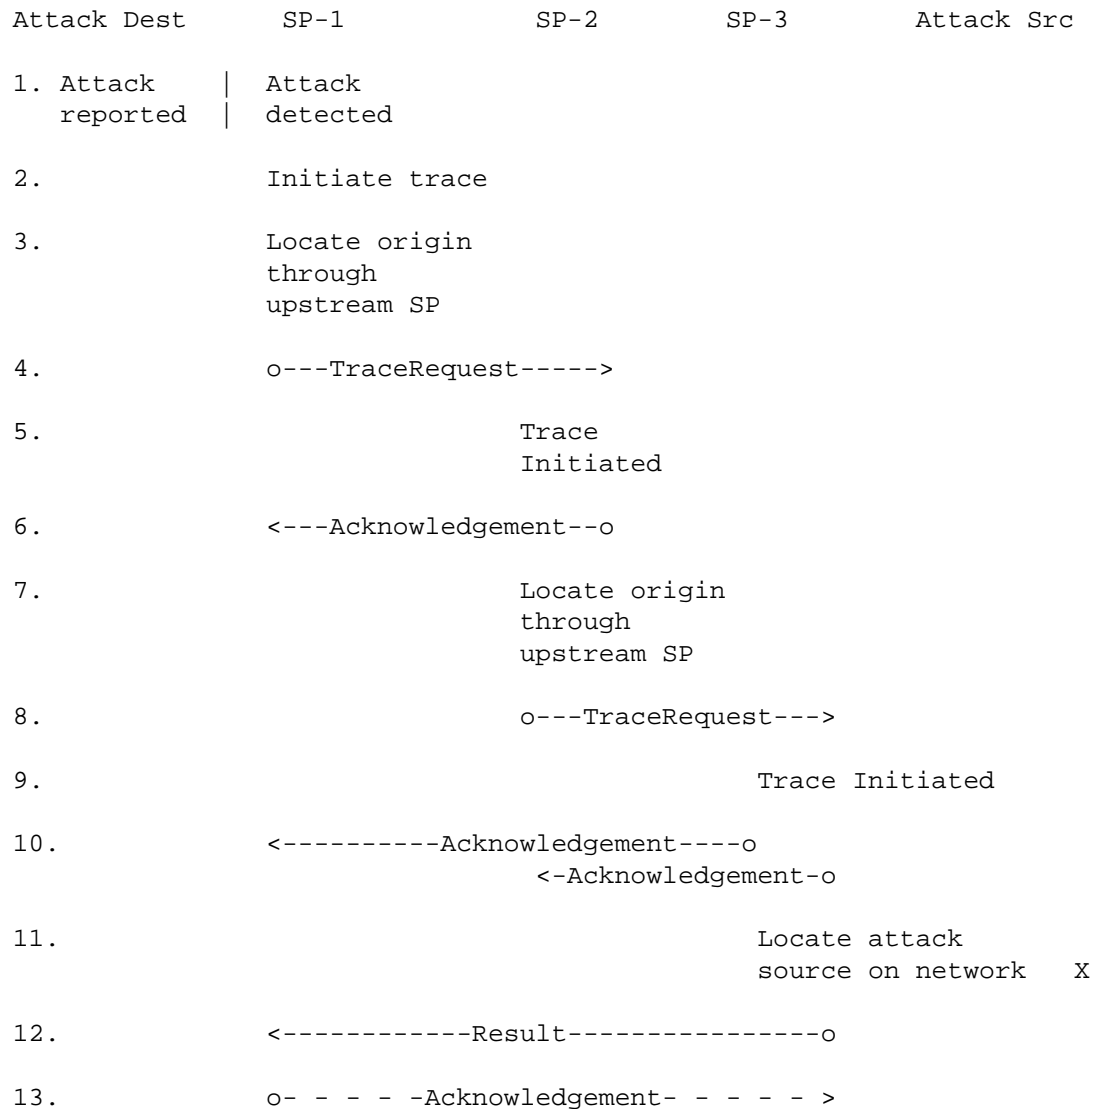 Attack Dest      SP-1            SP-2        SP-3        Attack Src
1. Attack    |  Attack
   reported  |  detected
2.              Initiate trace
3.              Locate origin
                through
                upstream SP
4.              o---TraceRequest----->
5.                              Trace
                                Initiated
6.              <---Acknowledgement--o
7.                              Locate origin
                                through
                                upstream SP
8.                              o---TraceRequest--->
9.                                             Trace Initiated
10.             <----------Acknowledgement----o
                                 <-Acknowledgement-o
11.                                            Locate attack
                                               source on network   X
12.             <------------Result----------------o
13.             o- - - - -Acknowledgement- - - - - >